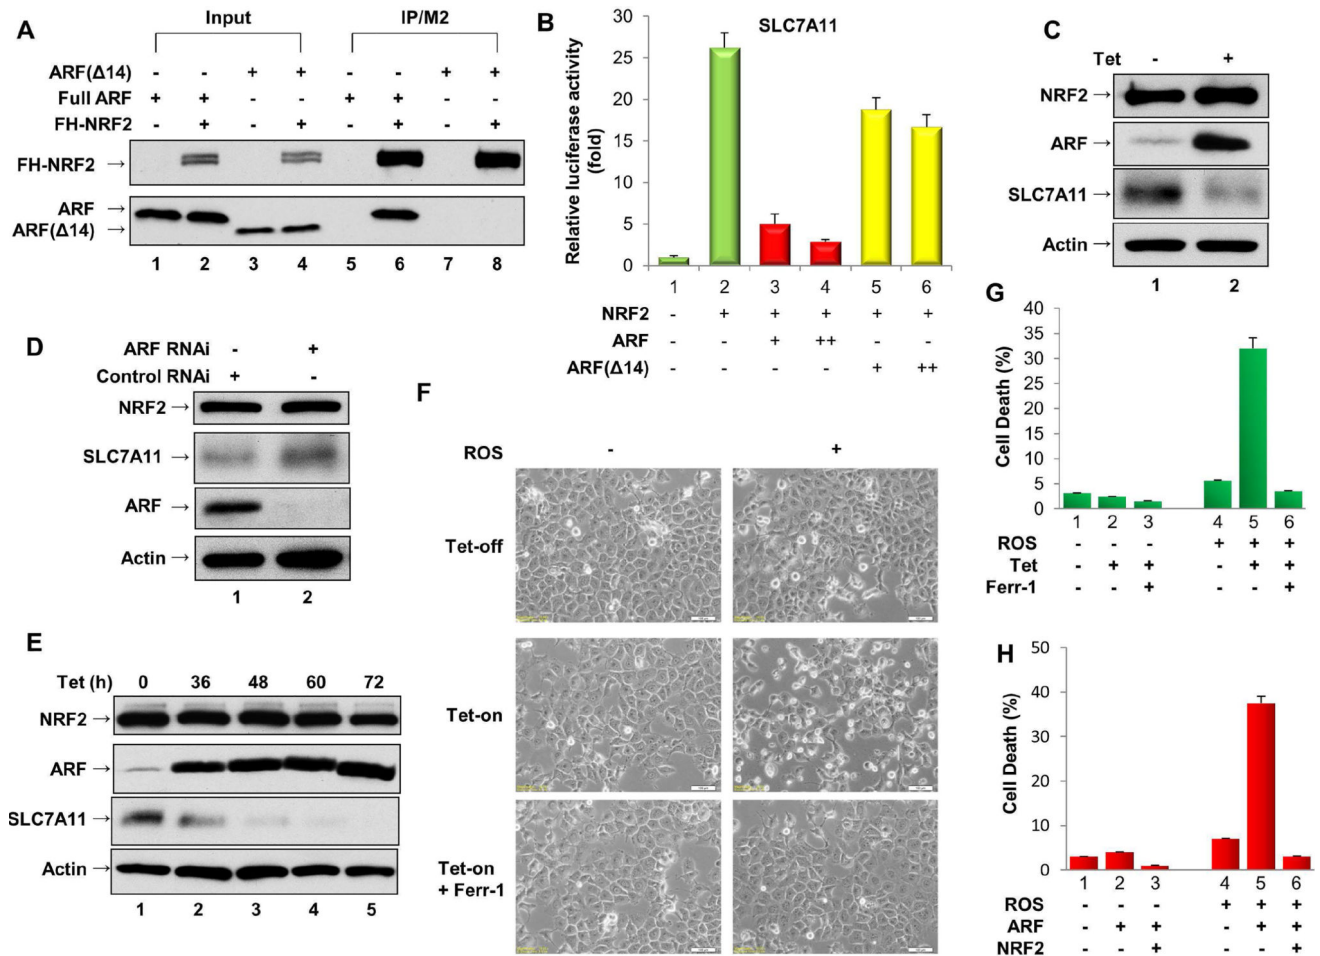 A
Input IP/M2
ARF(Δ14) - - + + - - + +
Full ARF + + - - + + - -
FH-NRF2 - + - + - + - +
FH-NRF2 →
ARF →
ARF(Δ14) →
1 2 3 4 5 6 7 8
B
SLC7A11
Relative luciferase activity
(fold)
30
25
20
15
10
5
0
1 2 3 4 5 6
NRF2 - + + + + +
ARF - - + ++ - -
ARF(Δ14) - - - - + ++
C
Tet - +
NRF2 →
ARF →
SLC7A11 →
Actin →
1 2
D
ARF RNAi - +
Control RNAi + -
NRF2 →
SLC7A11 →
ARF →
Actin →
1 2
E
Tet (h) 0 36 48 60 72
NRF2 →
ARF →
SLC7A11 →
Actin →
1 2 3 4 5
F
ROS - +
Tet-off
Tet-on
Tet-on
+ Ferr-1
G
Cell Death (%)
40
35
30
25
20
15
10
5
0
1 2 3 4 5 6
ROS - - - + + +
Tet - + + - + +
Ferr-1 - - + - - +
H
Cell Death (%)
50
40
30
20
10
0
1 2 3 4 5 6
ROS - - - + + +
ARF - + + - + +
NRF2 - - + - - +